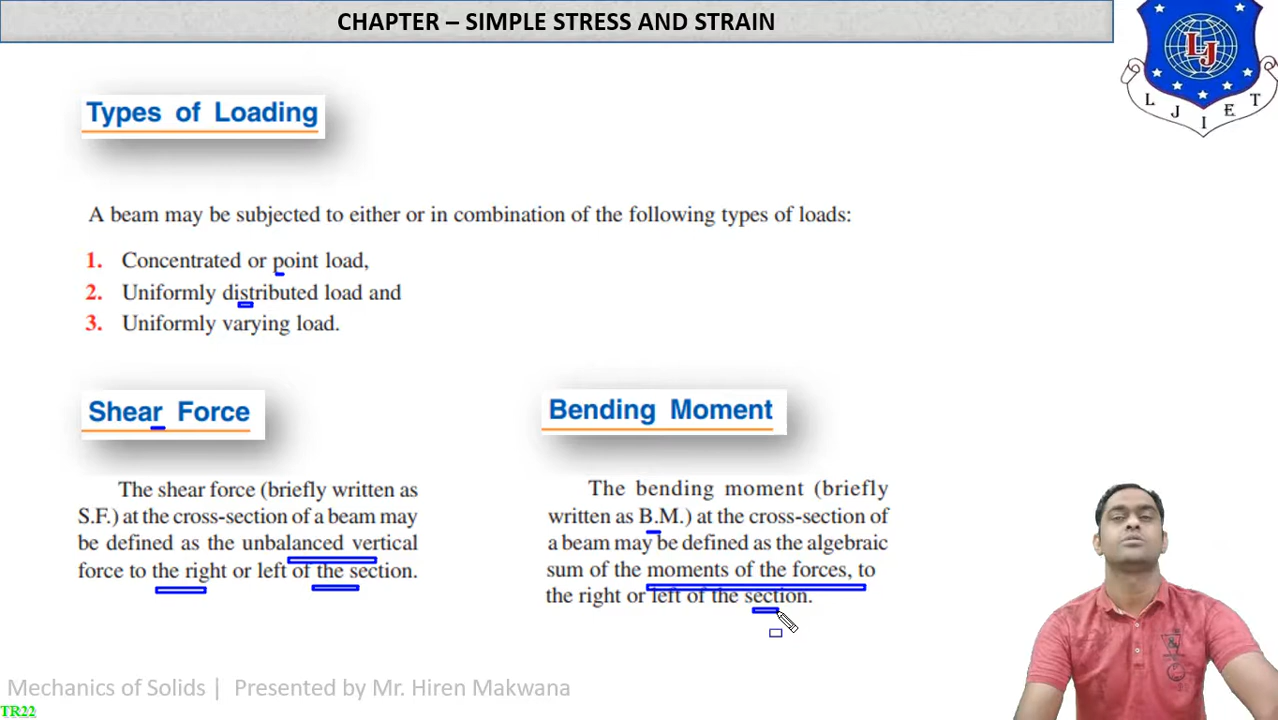 CHAPTER – SIMPLE STRESS AND STRAIN
LJ
L J I E T
Types of Loading
A beam may be subjected to either or in combination of the following types of loads:
1. Concentrated or point load,
2. Uniformly distributed load and
3. Uniformly varying load.
Shear Force
The shear force (briefly written as
S.F.) at the cross-section of a beam may
be defined as the unbalanced vertical
force to the right or left of the section.
Bending Moment
The bending moment (briefly
written as B.M.) at the cross-section of
a beam may be defined as the algebraic
sum of the moments of the forces, to
the right or left of the section.
Mechanics of Solids | Presented by Mr. Hiren Makwana
TR22